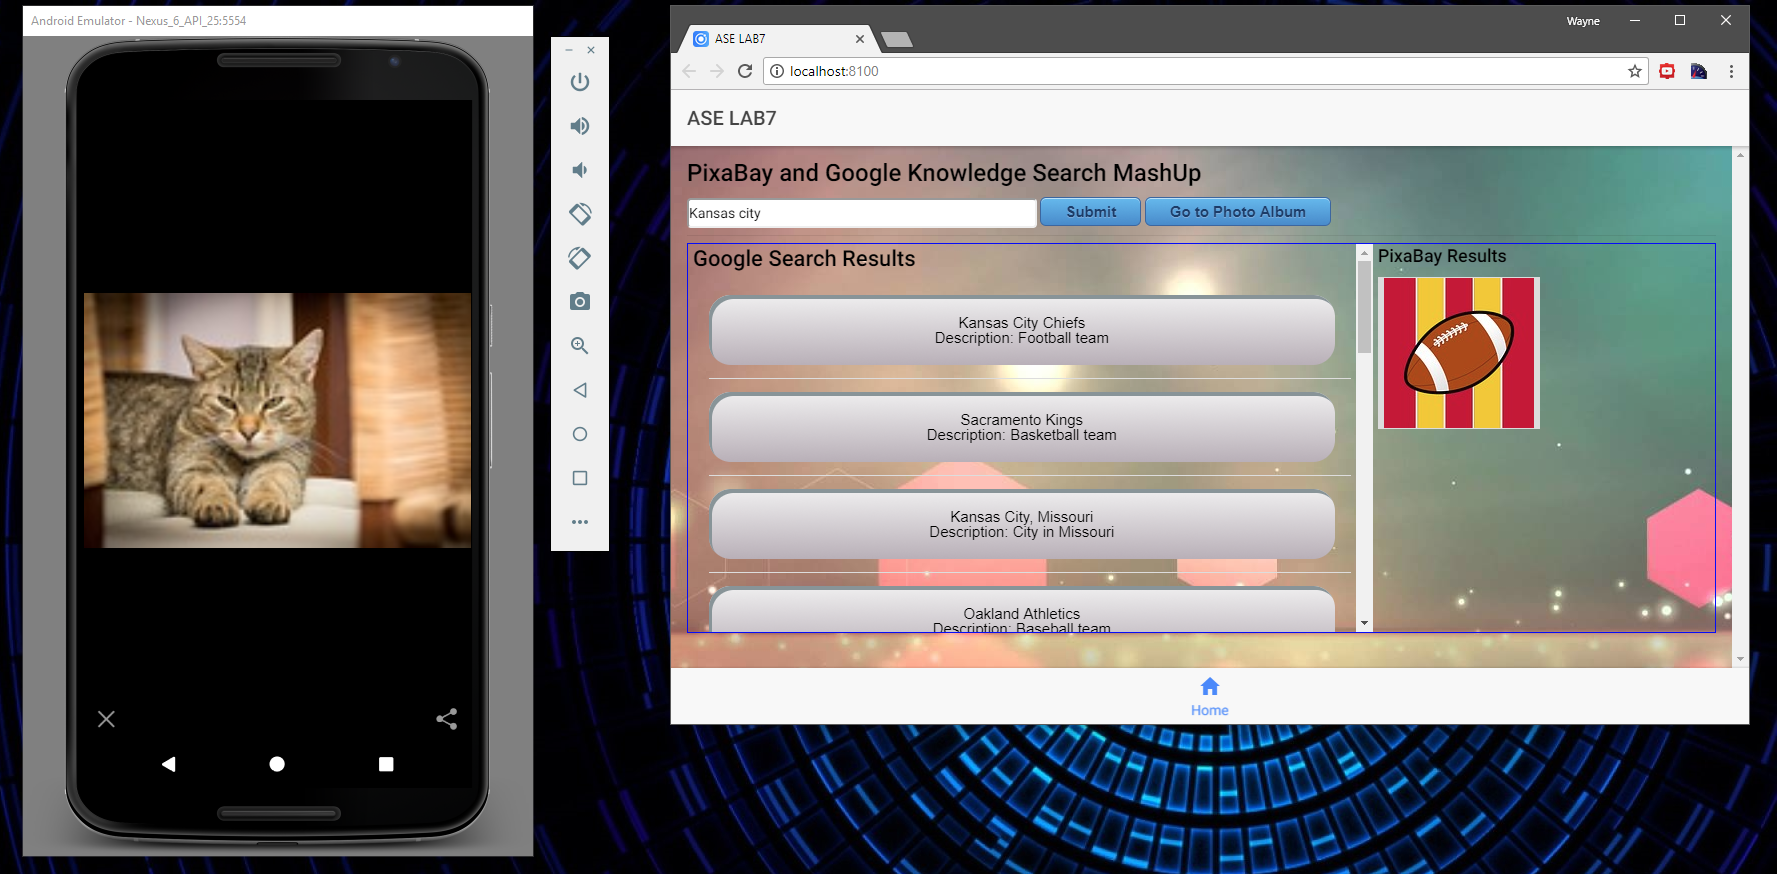 Android Emulator - Nexus_6_API_25:5554
Wayne
ASE LAB7
localhost:8100
ASE LAB7
PixaBay and Google Knowledge Search MashUp
Kansas city
Submit
Go to Photo Album
Google Search Results
Kansas City Chiefs
Description: Football team
Sacramento Kings
Description: Basketball team
Kansas City, Missouri
Description: City in Missouri
Oakland Athletics
Description: Baseball team
PixaBay Results
Home